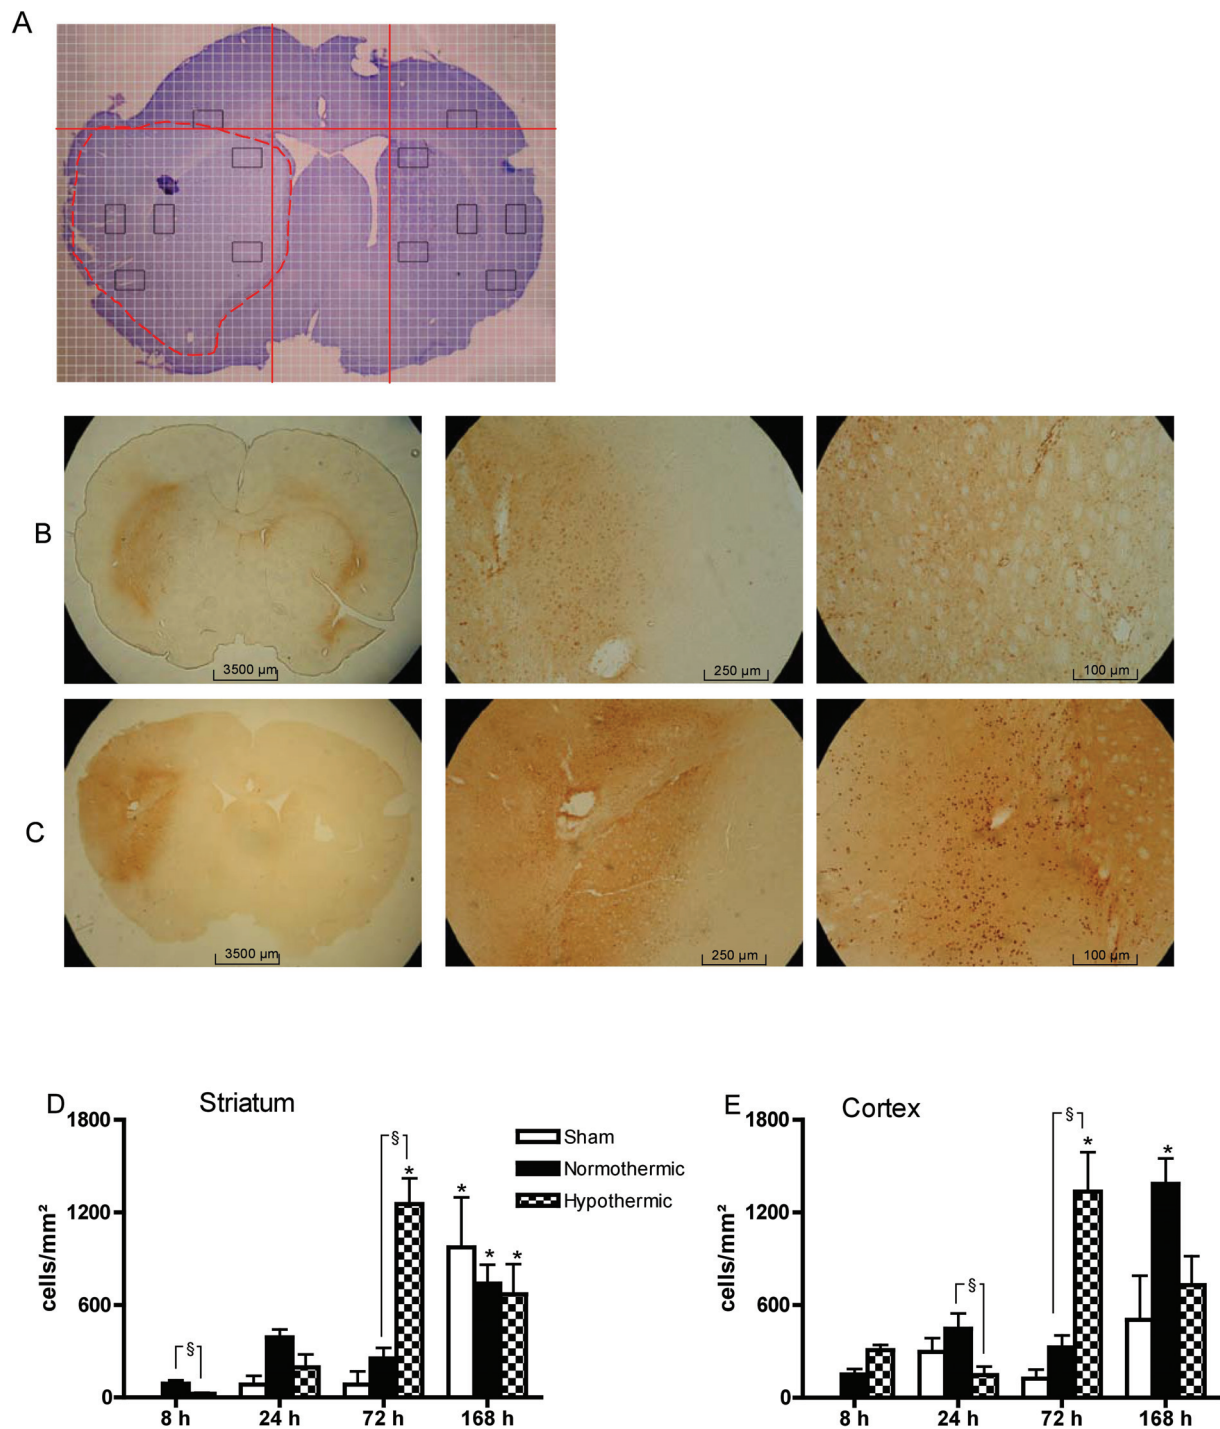 A
B
3500 µm
250 µm
100 µm
C
3500 µm
250 µm
100 µm
D
Striatum
1800
1200
600
0
cells/mm²
§
§
*
*
*
*
8 h
24 h
72 h
168 h
Sham
Normothermic
Hypothermic
E
Cortex
1800
1200
600
0
cells/mm²
§
§
*
*
8 h
24 h
72 h
168 h